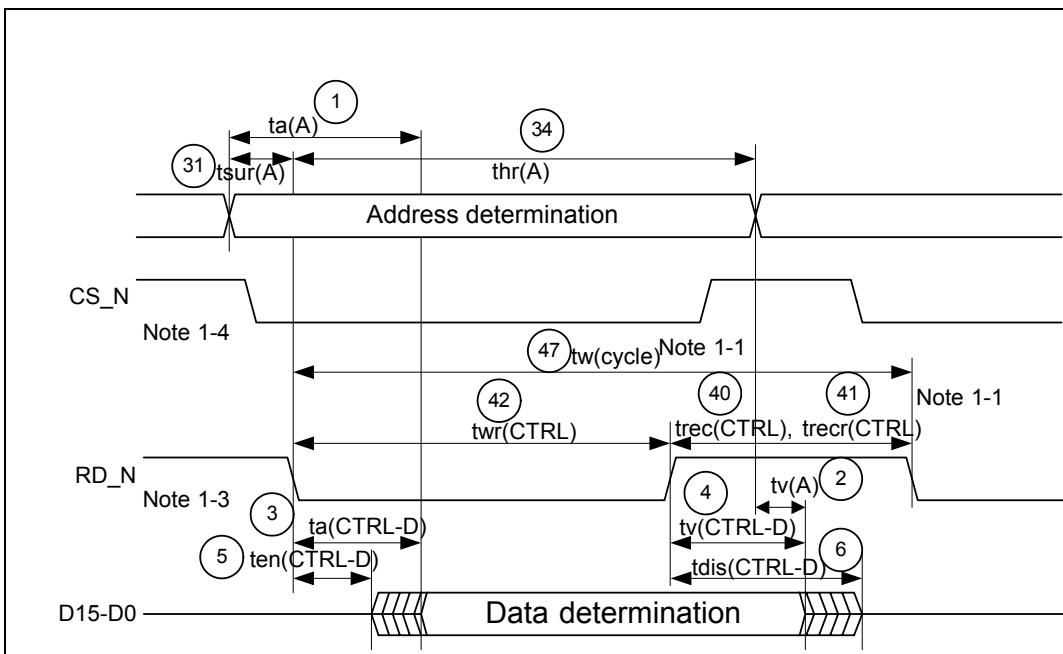 1
ta(A)
34
31
tsur(A)
thr(A)
Address determination
CS_N
Note 1-4
47
tw(cycle)
Note 1-1
42
40
41
Note 1-1
twr(CTRL)
trec(CTRL), trecr(CTRL)
RD_N
Note 1-3
4
2
tv(A)
3
ta(CTRL-D)
tv(CTRL-D)
5
ten(CTRL-D)
tdis(CTRL-D)
6
D15-D0
Data determination